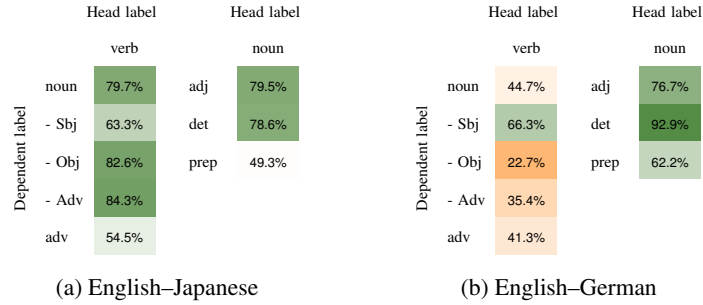 Head label Head label
verb noun
Dependent label
noun 79.7% adj 79.5%
- Sbj 63.3% det 78.6%
- Obj 82.6% prep 49.3%
- Adv 84.3%
adv 54.5%
(a) English–Japanese
Head label Head label
verb noun
Dependent label
noun 44.7% adj 76.7%
- Sbj 66.3% det 92.9%
- Obj 22.7% prep 62.2%
- Adv 35.4%
adv 41.3%
(b) English–German